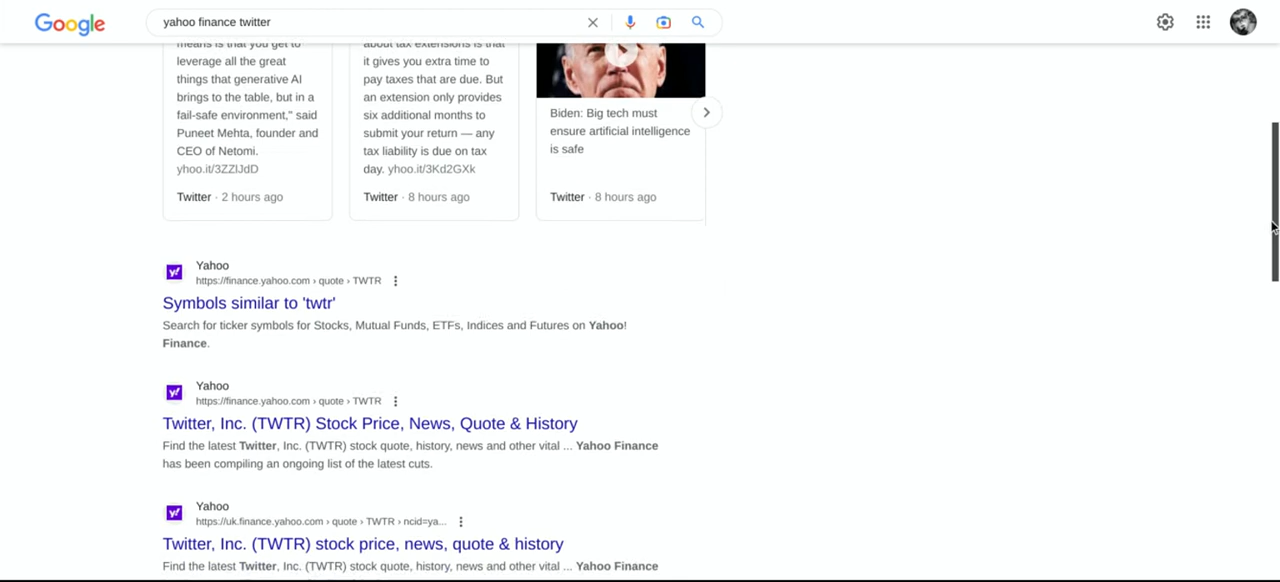 Google
yahoo finance twitter
means is that you get to
leverage all the great
things that generative AI
brings to the table, but in a
fail-safe environment," said
Puneet Mehta, founder and
CEO of Netomi.
yhoo.it/3ZZlJdD
Twitter · 2 hours ago
about tax extensions is that
it gives you extra time to
pay taxes that are due. But
an extension only provides
six additional months to
submit your return — any
tax liability is due on tax
day. yhoo.it/3Kd2GXk
Twitter · 8 hours ago
Biden: Big tech must
ensure artificial intelligence
is safe
Twitter · 8 hours ago
y!
Yahoo
https://finance.yahoo.com › quote › TWTR
Symbols similar to 'twtr'
Search for ticker symbols for Stocks, Mutual Funds, ETFs, Indices and Futures on Yahoo!
Finance.
y!
Yahoo
https://finance.yahoo.com › quote › TWTR
Twitter, Inc. (TWTR) Stock Price, News, Quote & History
Find the latest Twitter, Inc. (TWTR) stock quote, history, news and other vital ... Yahoo Finance
has been compiling an ongoing list of the latest cuts.
y!
Yahoo
https://uk.finance.yahoo.com › quote › TWTR › ncid=ya...
Twitter, Inc. (TWTR) stock price, news, quote & history
Find the latest Twitter, Inc. (TWTR) stock quote, history, news and other vital ... Yahoo Finance